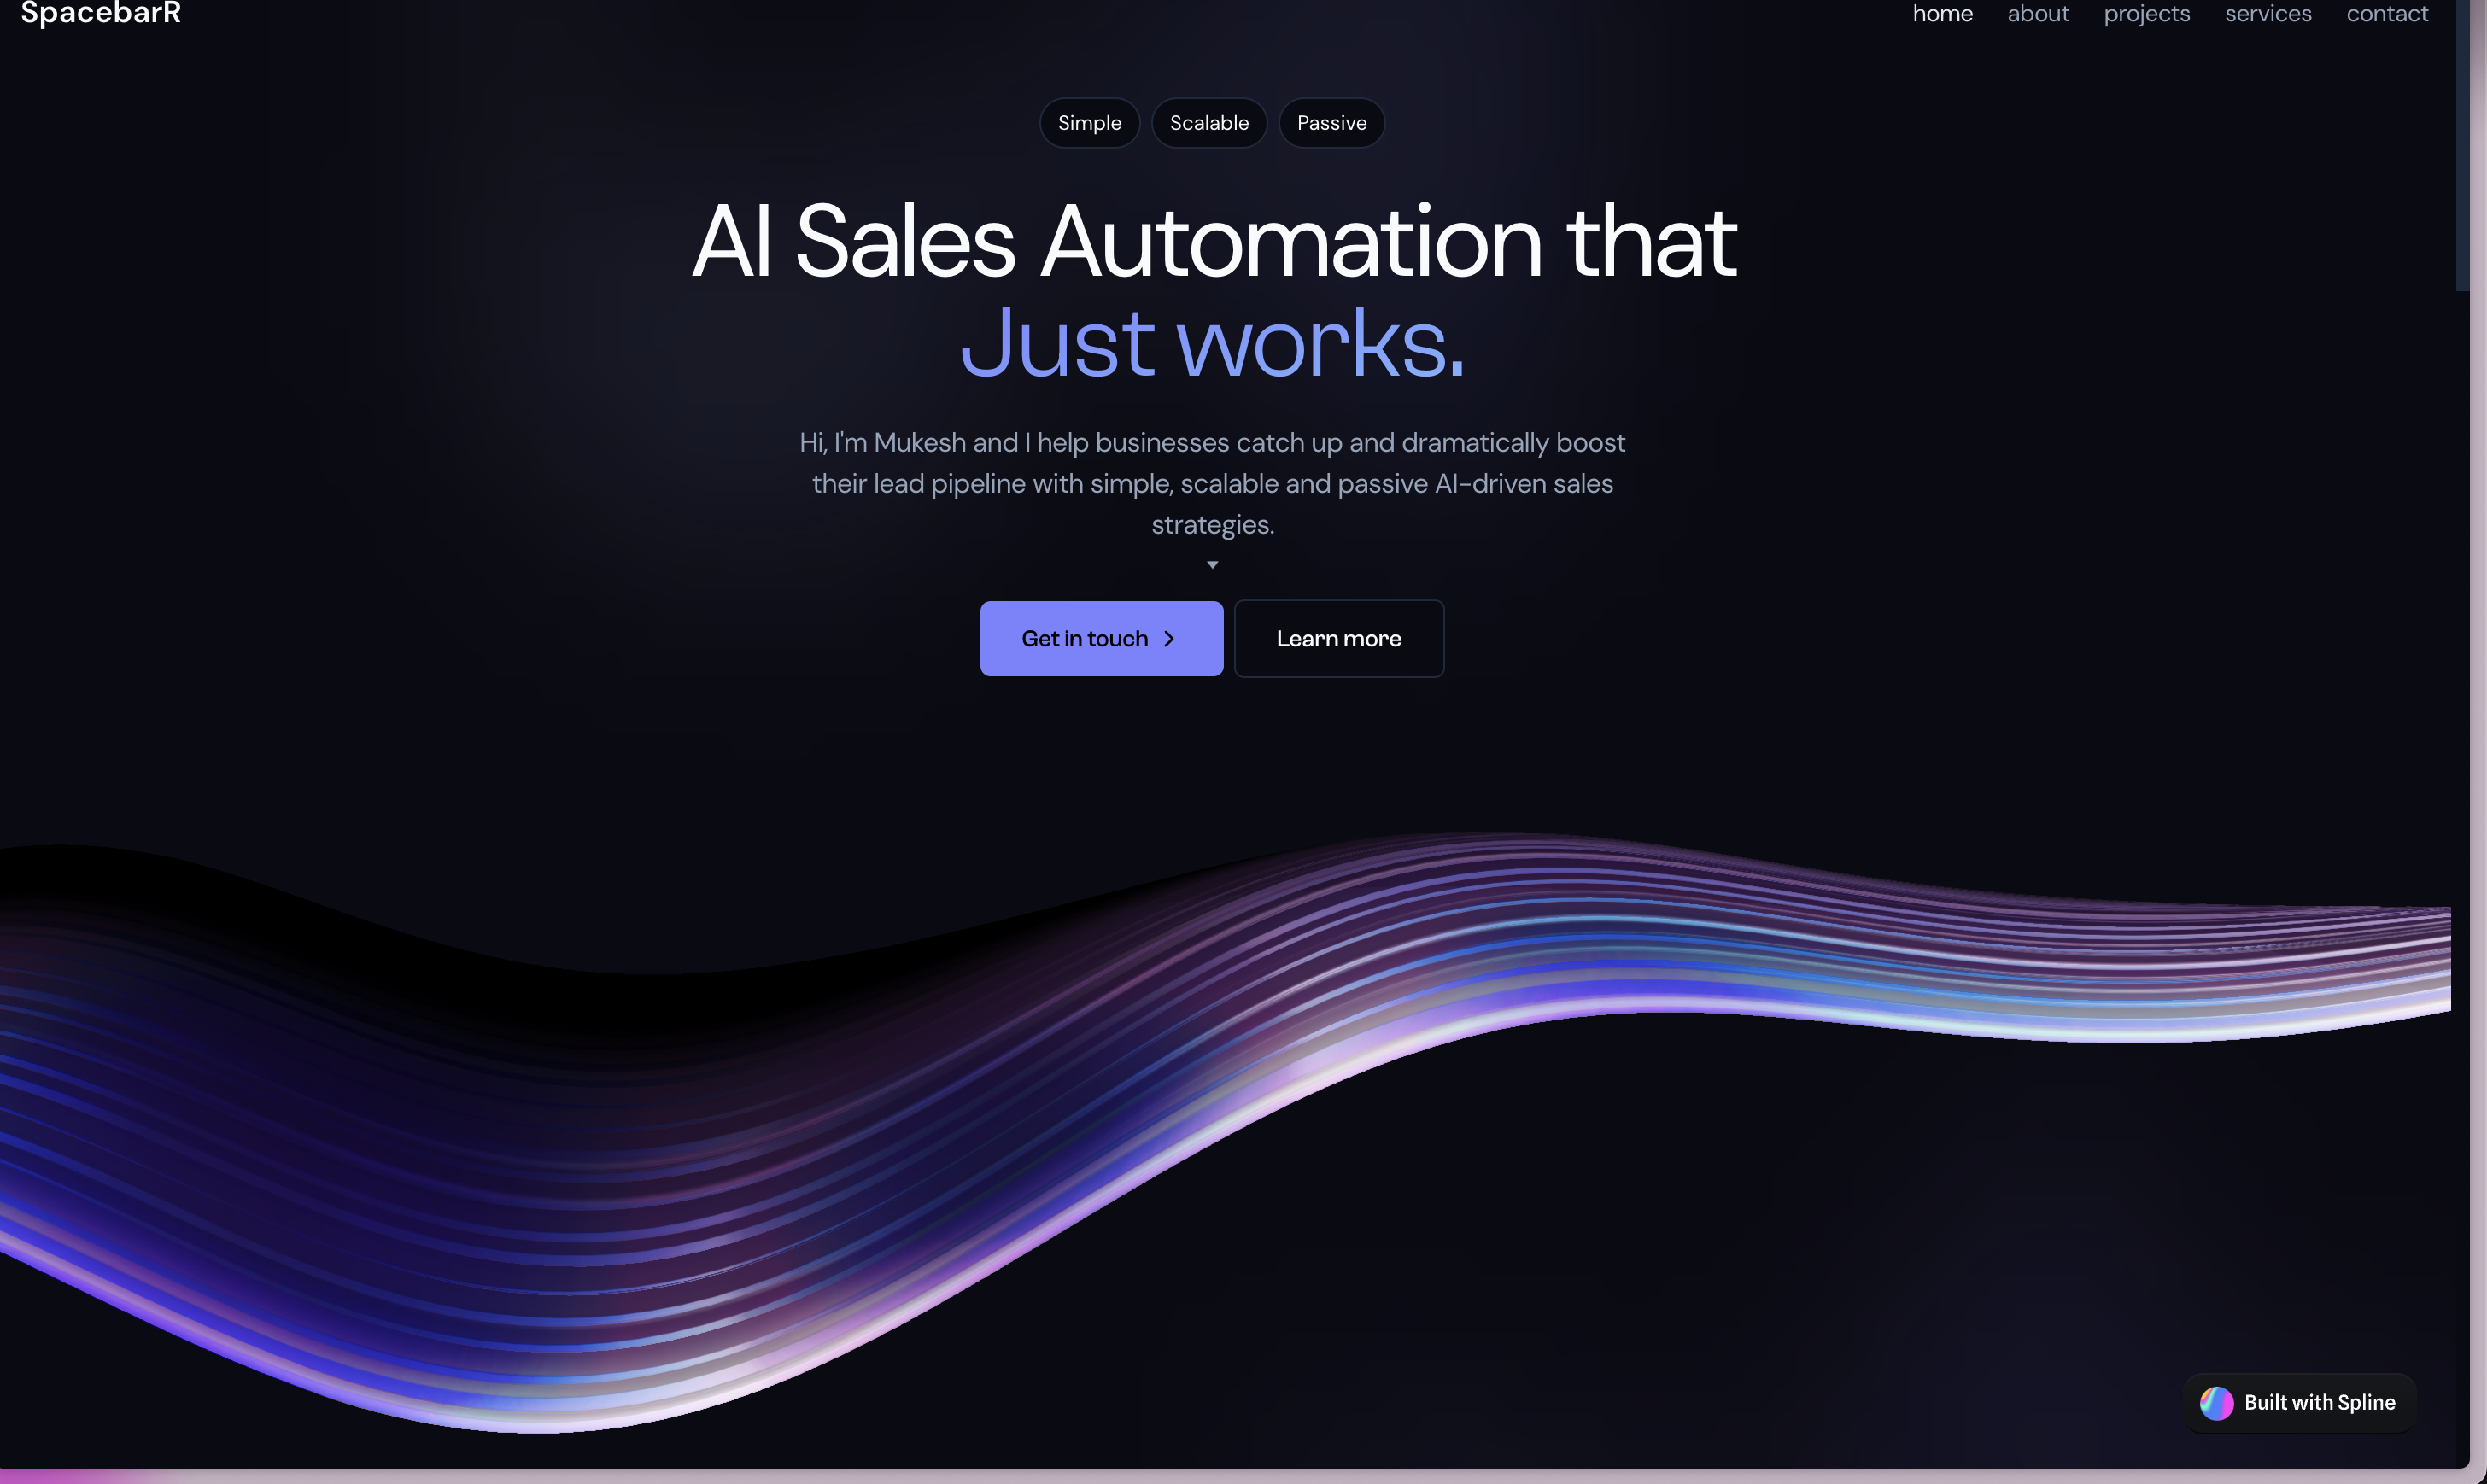 SpacebarR
home about projects services contact
Simple Scalable Passive
AI Sales Automation that
Just works.
Hi, I'm Mukesh and I help businesses catch up and dramatically boost
their lead pipeline with simple, scalable and passive AI-driven sales
strategies.
Get in touch
Learn more
Built with Spline